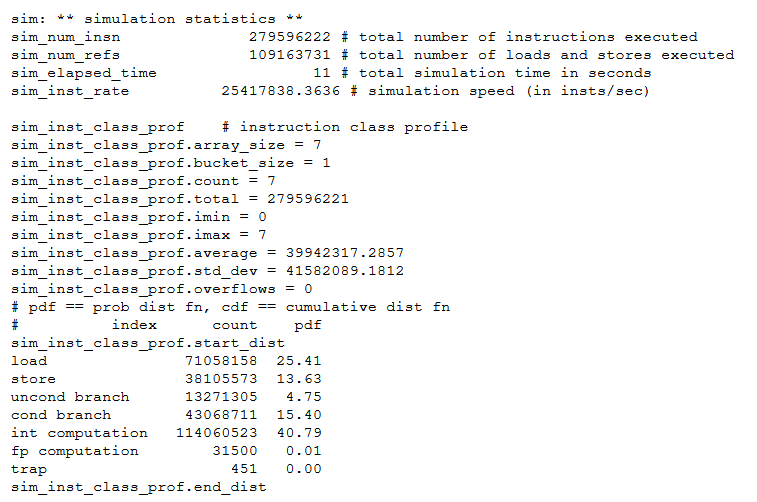 sim: ** simulation statistics **
sim_num_insn 279596222 # total number of instructions executed
sim_num_refs 109163731 # total number of loads and stores executed
sim_elapsed_time 11 # total simulation time in seconds
sim_inst_rate 25417838.3636 # simulation speed (in insts/sec)
sim_inst_class_prof # instruction class profile
sim_inst_class_prof.array_size = 7
sim_inst_class_prof.bucket_size = 1
sim_inst_class_prof.count = 7
sim_inst_class_prof.total = 279596221
sim_inst_class_prof.imin = 0
sim_inst_class_prof.imax = 7
sim_inst_class_prof.average = 39942317.2857
sim_inst_class_prof.std_dev = 41582089.1812
sim_inst_class_prof.overflows = 0
# pdf == prob dist fn, cdf == cumulative dist fn
# index count pdf
sim_inst_class_prof.start_dist
load 71058158 25.41
store 38105573 13.63
uncond branch 13271305 4.75
cond branch 43068711 15.40
int computation 114060523 40.79
fp computation 31500 0.01
trap 451 0.00
sim_inst_class_prof.end_dist